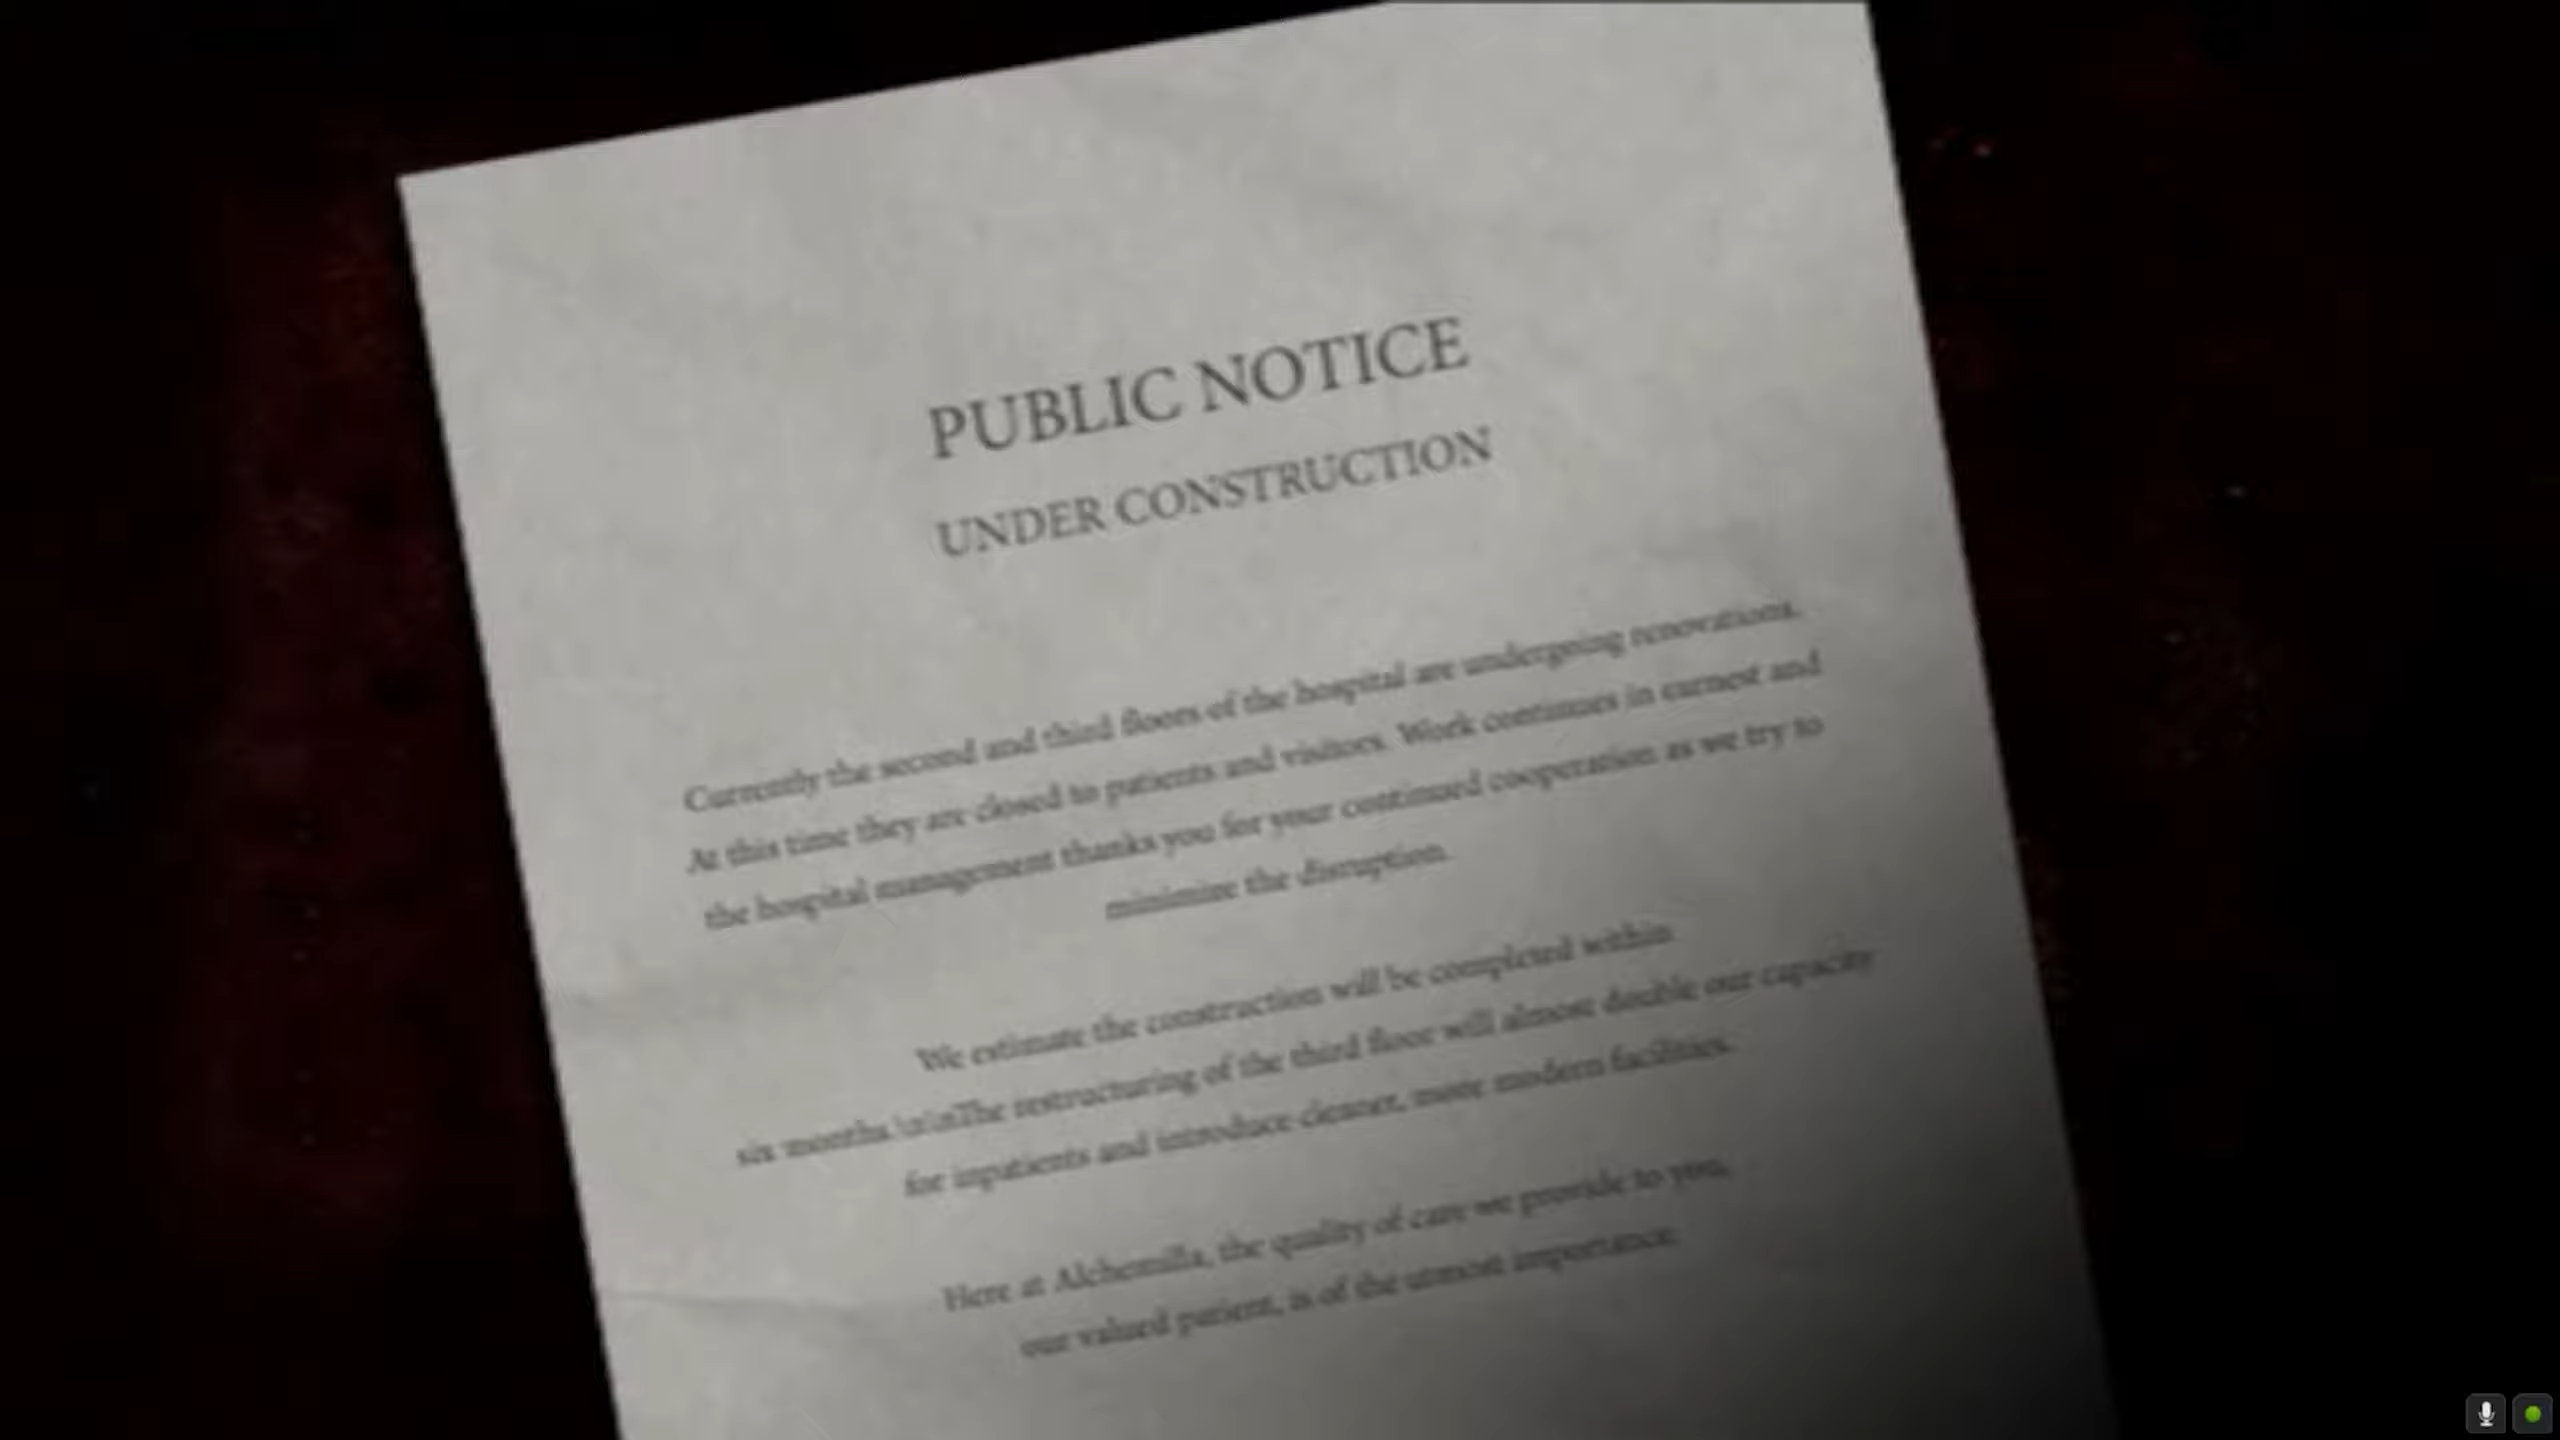 PUBLIC NOTICE
UNDER CONSTRUCTION
Currently the second and third floors of the hospital are undergoing renovations.
At this time they are closed to patients and visitors. Work continues in earnest and
the hospital management thanks you for your continued cooperation as we try to
minimize the disruption.
We estimate the construction will be completed within
six months \n\nThe restructuring of the third floor will almost double our capacity
for inpatients and introduce cleaner, more modern facilities.
Here at Alchemilla, the quality of care we provide to you,
our valued patient, is of the utmost importance.